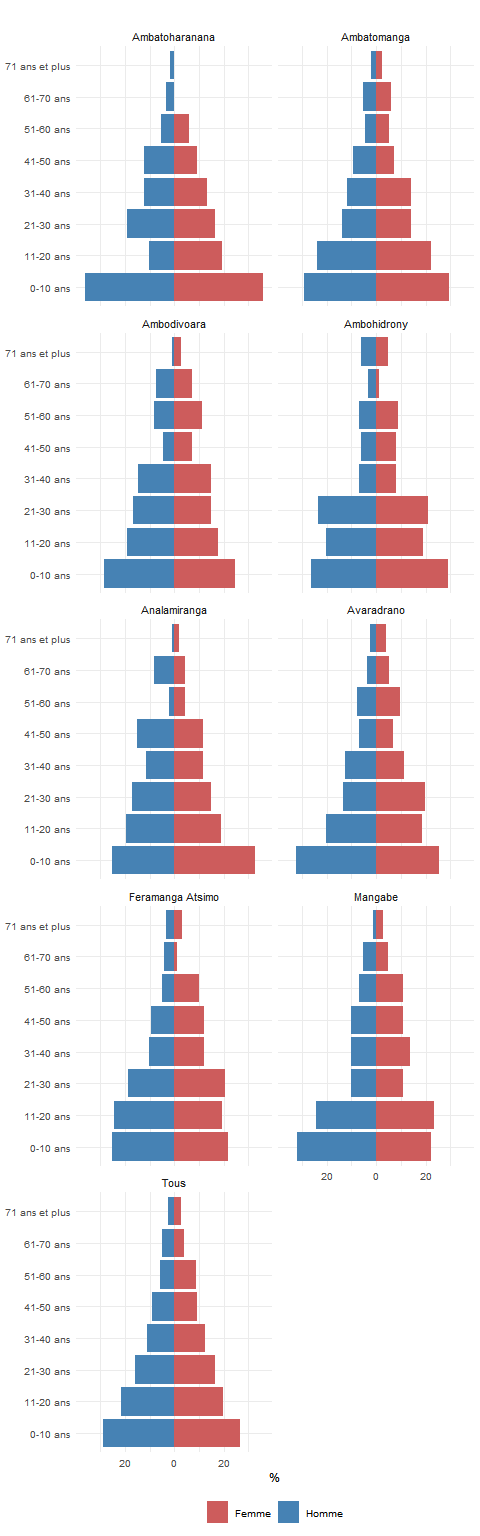 Ambatoharanana Ambatomanga
71 ans et plus
61-70 ans
51-60 ans
41-50 ans
31-40 ans
21-30 ans
11-20 ans
0-10 ans
Ambodivoara Ambohidrony
71 ans et plus
61-70 ans
51-60 ans
41-50 ans
31-40 ans
21-30 ans
11-20 ans
0-10 ans
Analamiranga Avaradrano
71 ans et plus
61-70 ans
51-60 ans
41-50 ans
31-40 ans
21-30 ans
11-20 ans
0-10 ans
Feramanga Atsimo Mangabe
71 ans et plus
61-70 ans
51-60 ans
41-50 ans
31-40 ans
21-30 ans
11-20 ans
0-10 ans
20 0 20
Tous
71 ans et plus
61-70 ans
51-60 ans
41-50 ans
31-40 ans
21-30 ans
11-20 ans
0-10 ans
20 0 20
%
Femme Homme